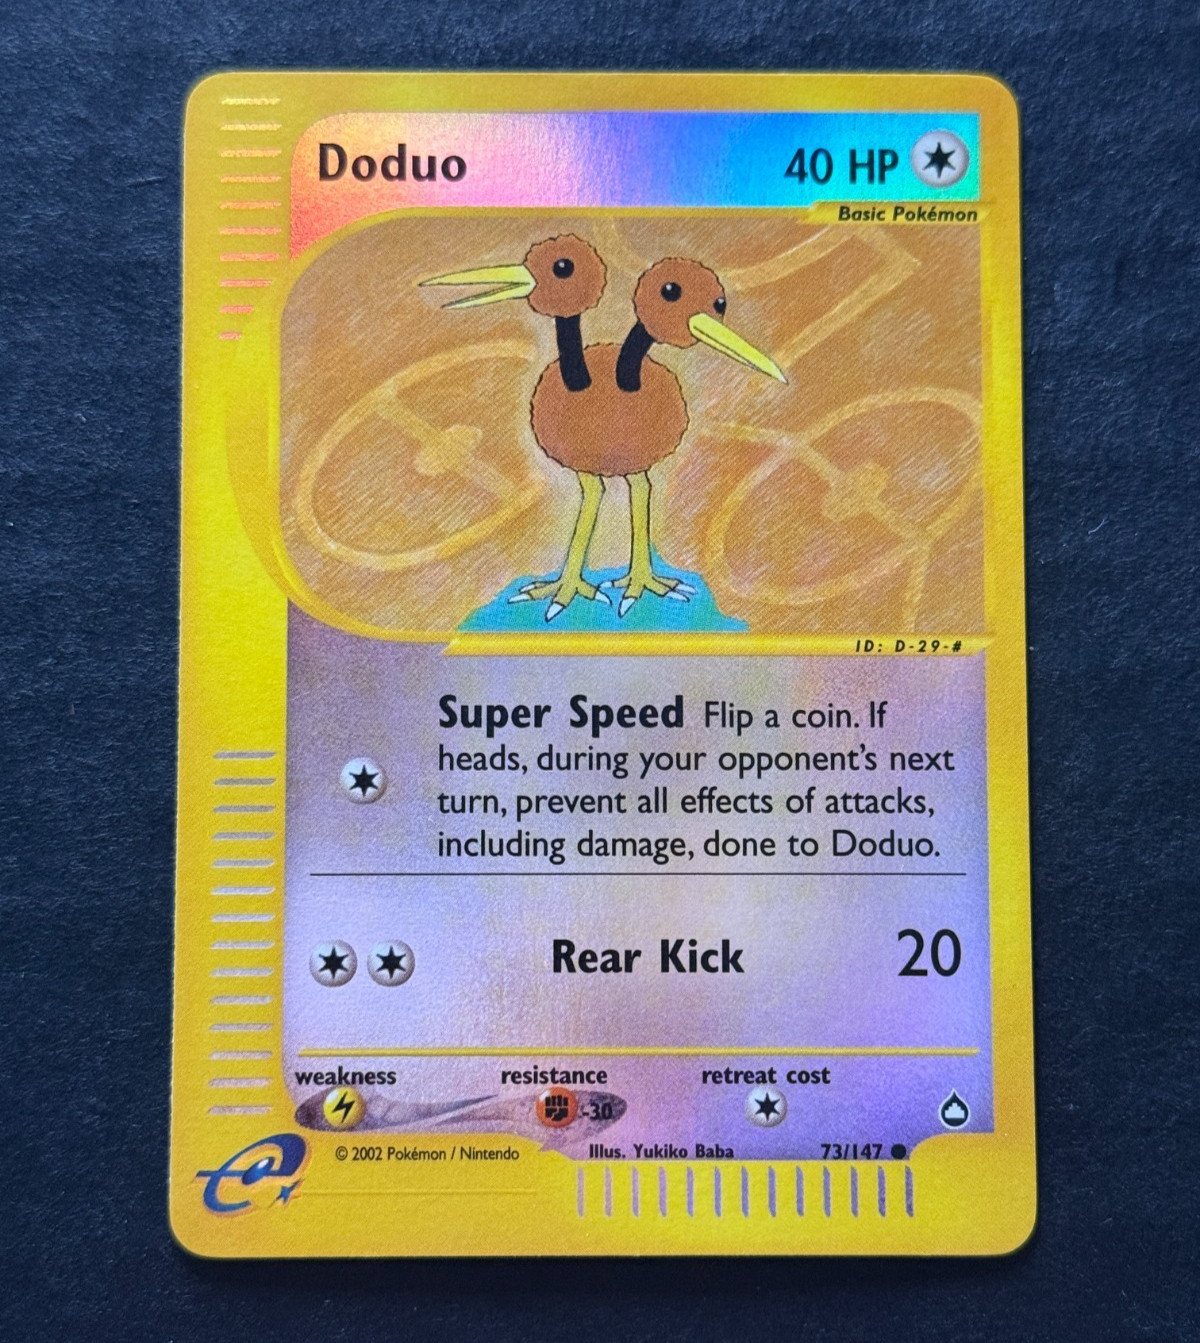 Doduo 40 HP
Basic Pokémon
ID: D-29-#
Super Speed Flip a coin. If
heads, during your opponent's next
turn, prevent all effects of attacks,
including damage, done to Doduo.
Rear Kick 20
weakness resistance retreat cost
-30
© 2002 Pokémon / Nintendo Illus. Yukiko Baba 73/147
e